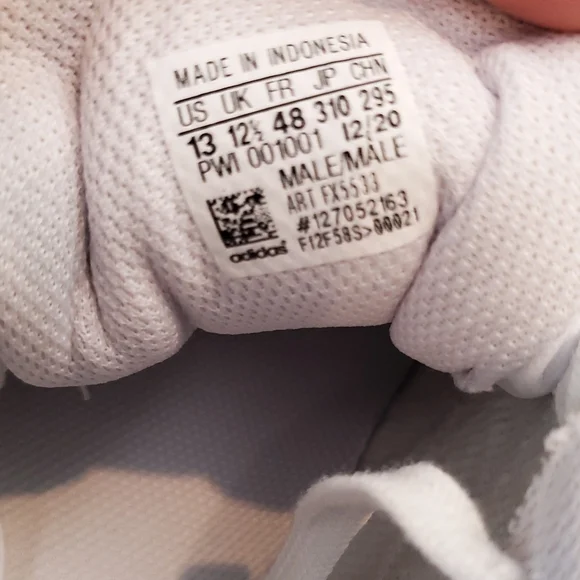 MADE IN INDONESIA
US UK FR JP CHN
13 12½ 48 310 295
PWI 001001 12/20
MALE/MÂLE
ART FX5533
#127052163
F12F58S>00021
adidas